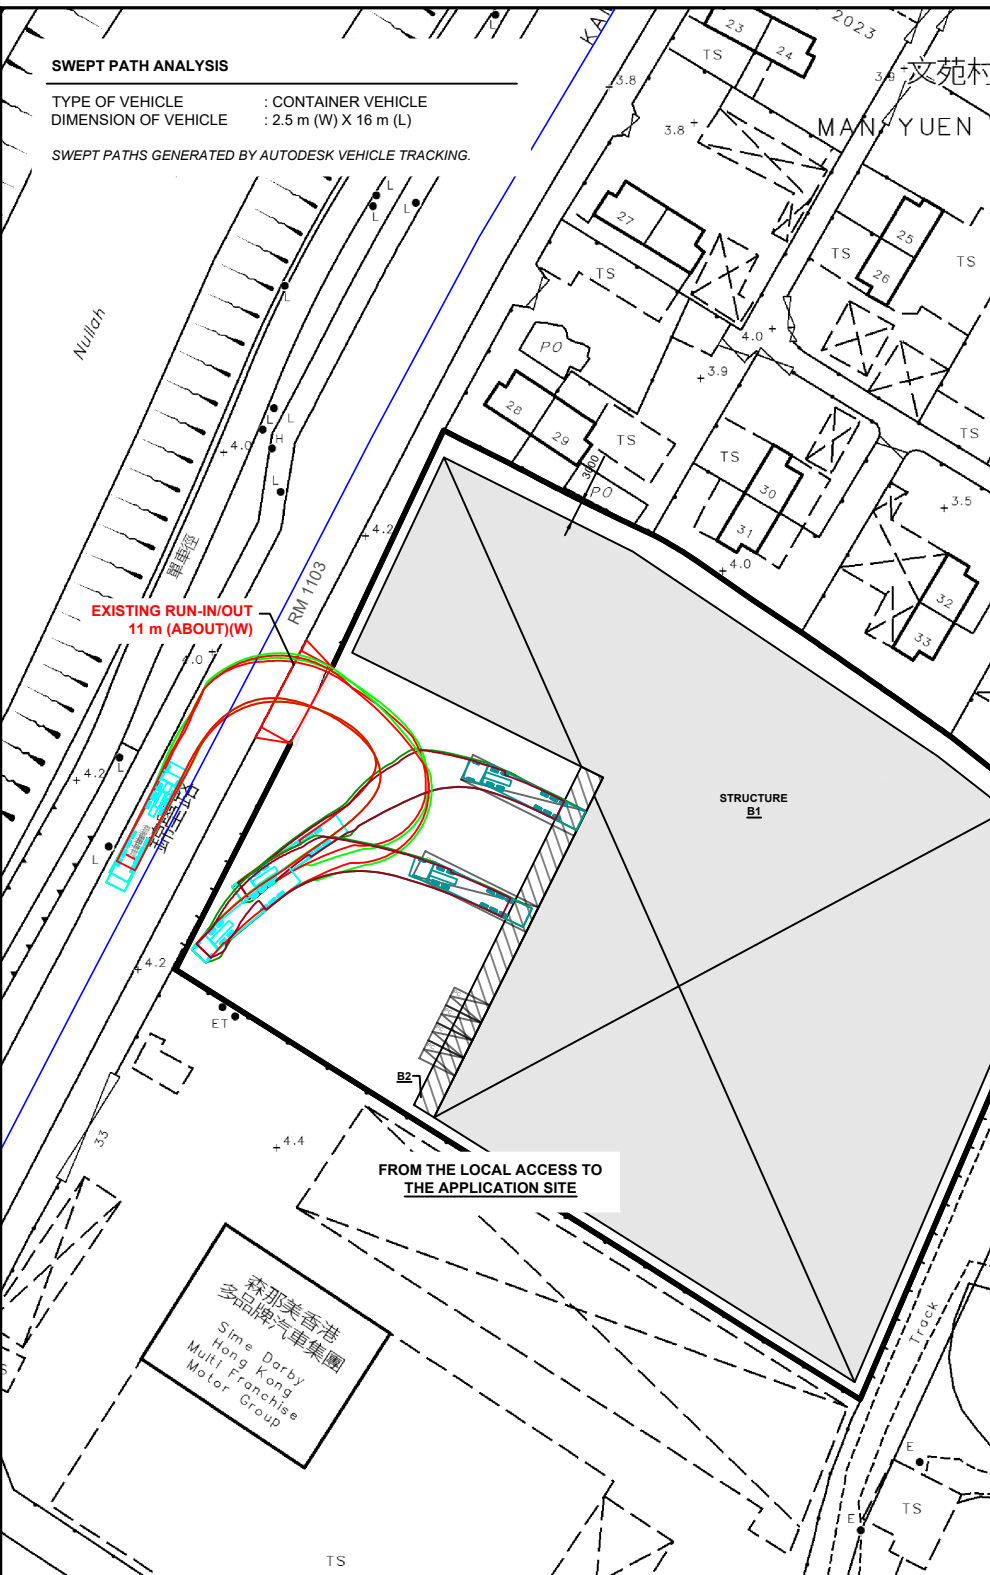 SWEPT PATH ANALYSIS
TYPE OF VEHICLE : CONTAINER VEHICLE
DIMENSION OF VEHICLE : 2.5 m (W) X 16 m (L)
SWEPT PATHS GENERATED BY AUTODESK VEHICLE TRACKING.
L
23
24
TS
2023
3.9
文苑村
MAN YUEN
3.8
3.8
L
L
L
27
TS
25
26
TS
TS
Nullah
L
4.0
PO
3.9
28
29
TS
TS
TS
L
L
H
4.0
L
3000
PO
30
31
3.5
4.2
4.0
32
33
單車徑
RM 1103
EXISTING RUN-IN/OUT
11 m (ABOUT)(W)
4.0
4.2
L
STRUCTURE
B1
L
4.2
ET
B2
33
4.4
FROM THE LOCAL ACCESS TO
THE APPLICATION SITE
森那美香港
多品牌汽車集團
Sime Darby
Hong Kong
Multi Franchise
Motor Group
Track
E
TS
E
TS